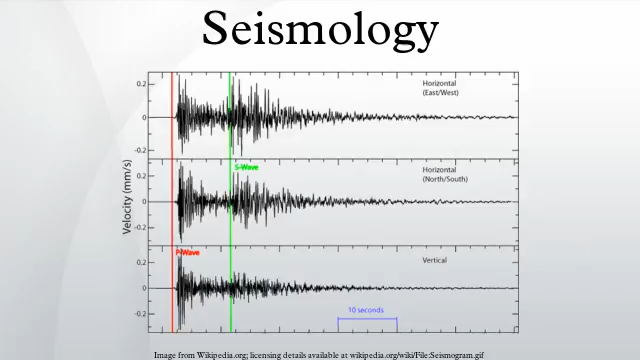 Seismology
0.2
0
-0.2
Horizontal
(East/West)
0.2
0
-0.2
S-Wave
Horizontal
(North/South)
0.2
0
-0.2
P-Wave
Vertical
10 seconds
Velocity (mm/s)
Image from Wikipedia.org; licensing details available at wikipedia.org/wiki/File:Seismogram.gif